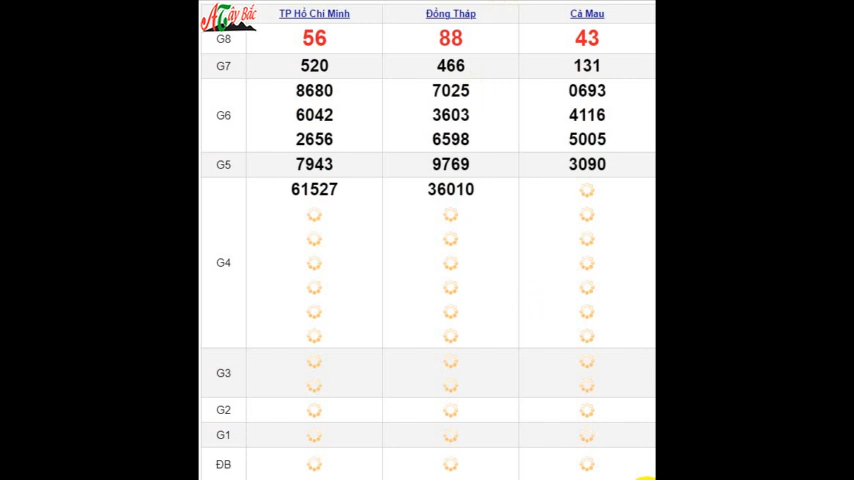 A Tây Bắc
TP Hồ Chí Minh Đồng Tháp Cà Mau
G8 56 88 43
G7 520 466 131
8680 7025 0693
G6 6042 3603 4116
2656 6598 5005
G5 7943 9769 3090
61527 36010
G4
G3
G2
G1
ĐB